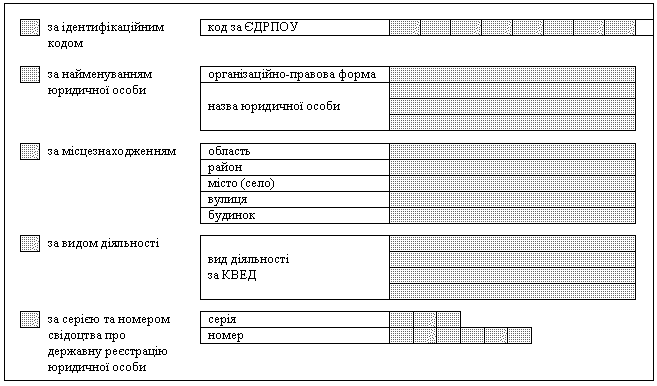 за ідентифікаційним
кодом
код за ЄДРПОУ
за найменуванням
юридичної особи
організаційно-правова форма
назва юридичної особи
за місцезнаходженням
область
район
місто (село)
вулиця
будинок
за видом діяльності
вид діяльності
за КВЕД
за серією та номером
свідоцтва про
державну реєстрацію
юридичної особи
серія
номер